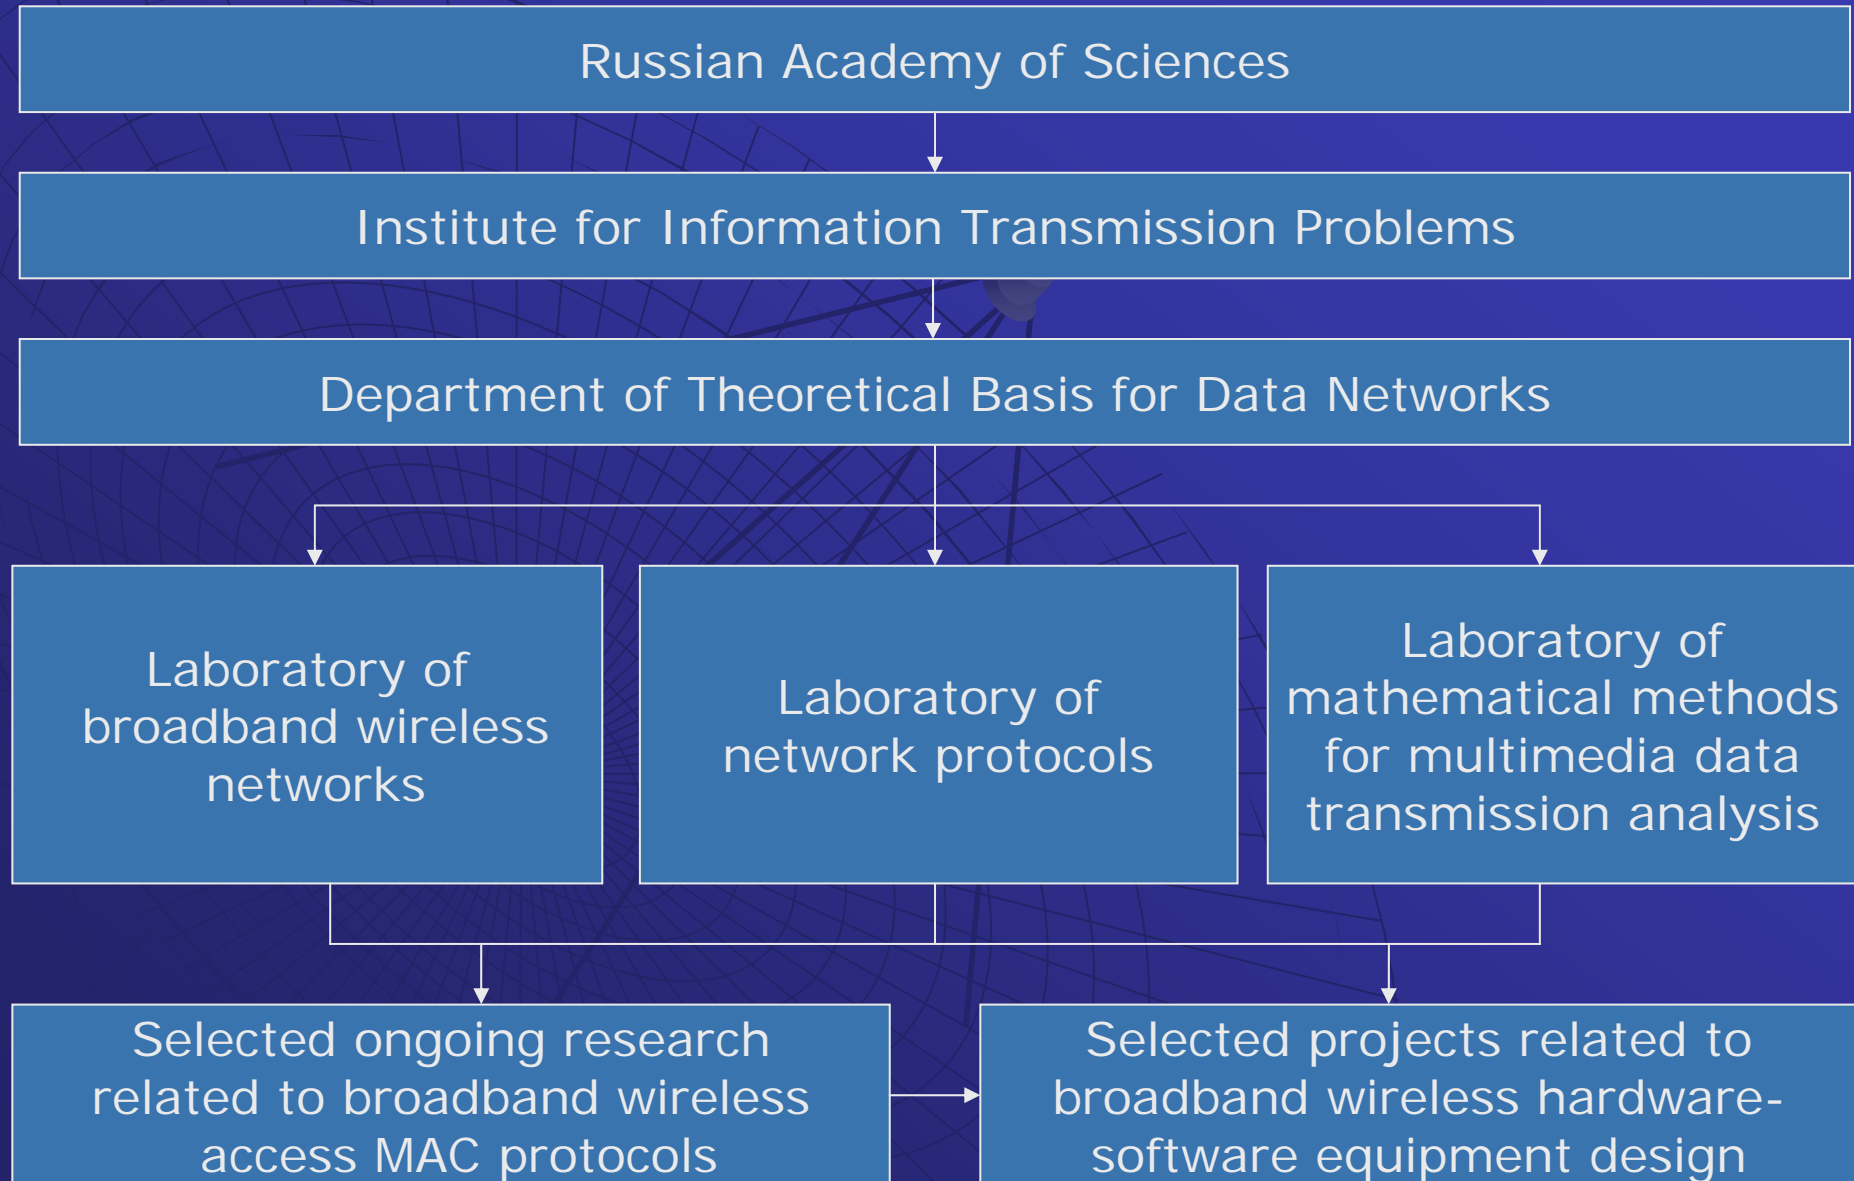 Russian Academy of Sciences
Institute for Information Transmission Problems
Department of Theoretical Basis for Data Networks
Laboratory of
broadband wireless
networks
Laboratory of
network protocols
Laboratory of
mathematical methods
for multimedia data
transmission analysis
Selected ongoing research
related to broadband wireless
access MAC protocols
Selected projects related to
broadband wireless hardware-
software equipment design